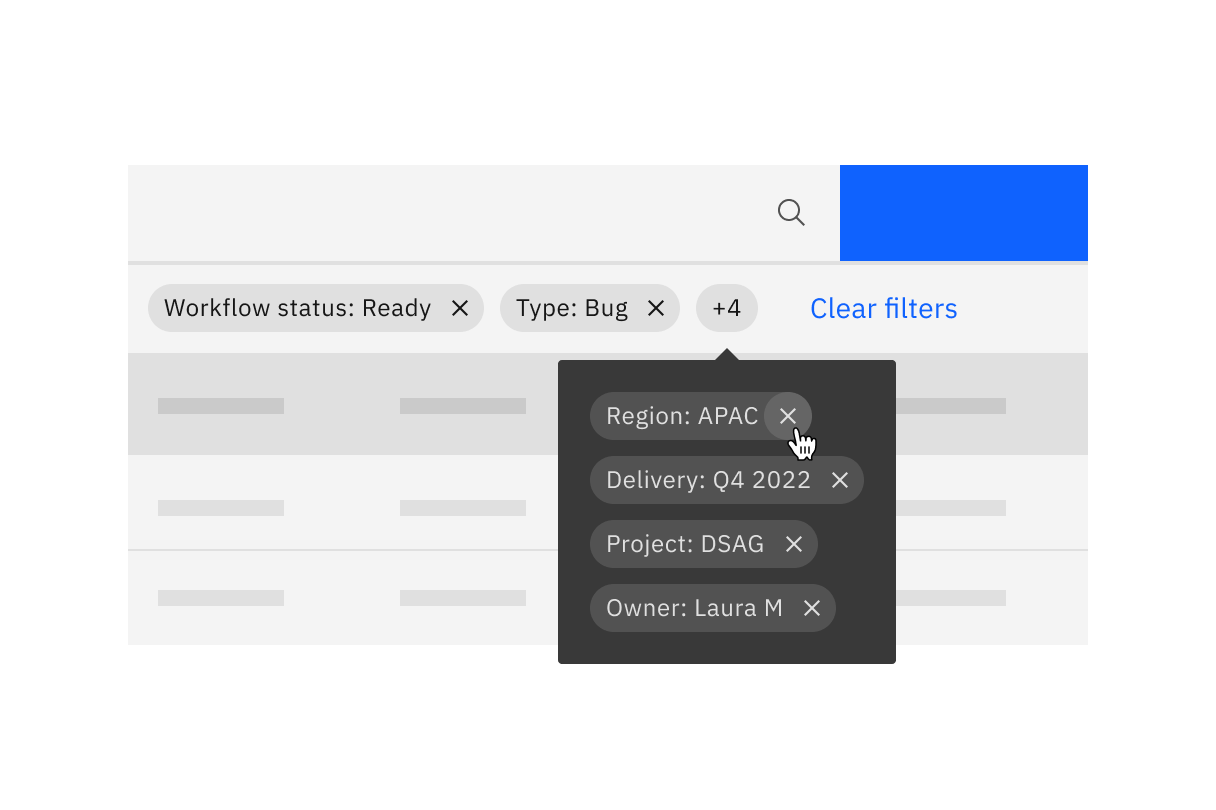 Workflow status: Ready Type: Bug +4 Clear filters
Region: APAC
Delivery: Q4 2022
Project: DSAG
Owner: Laura M